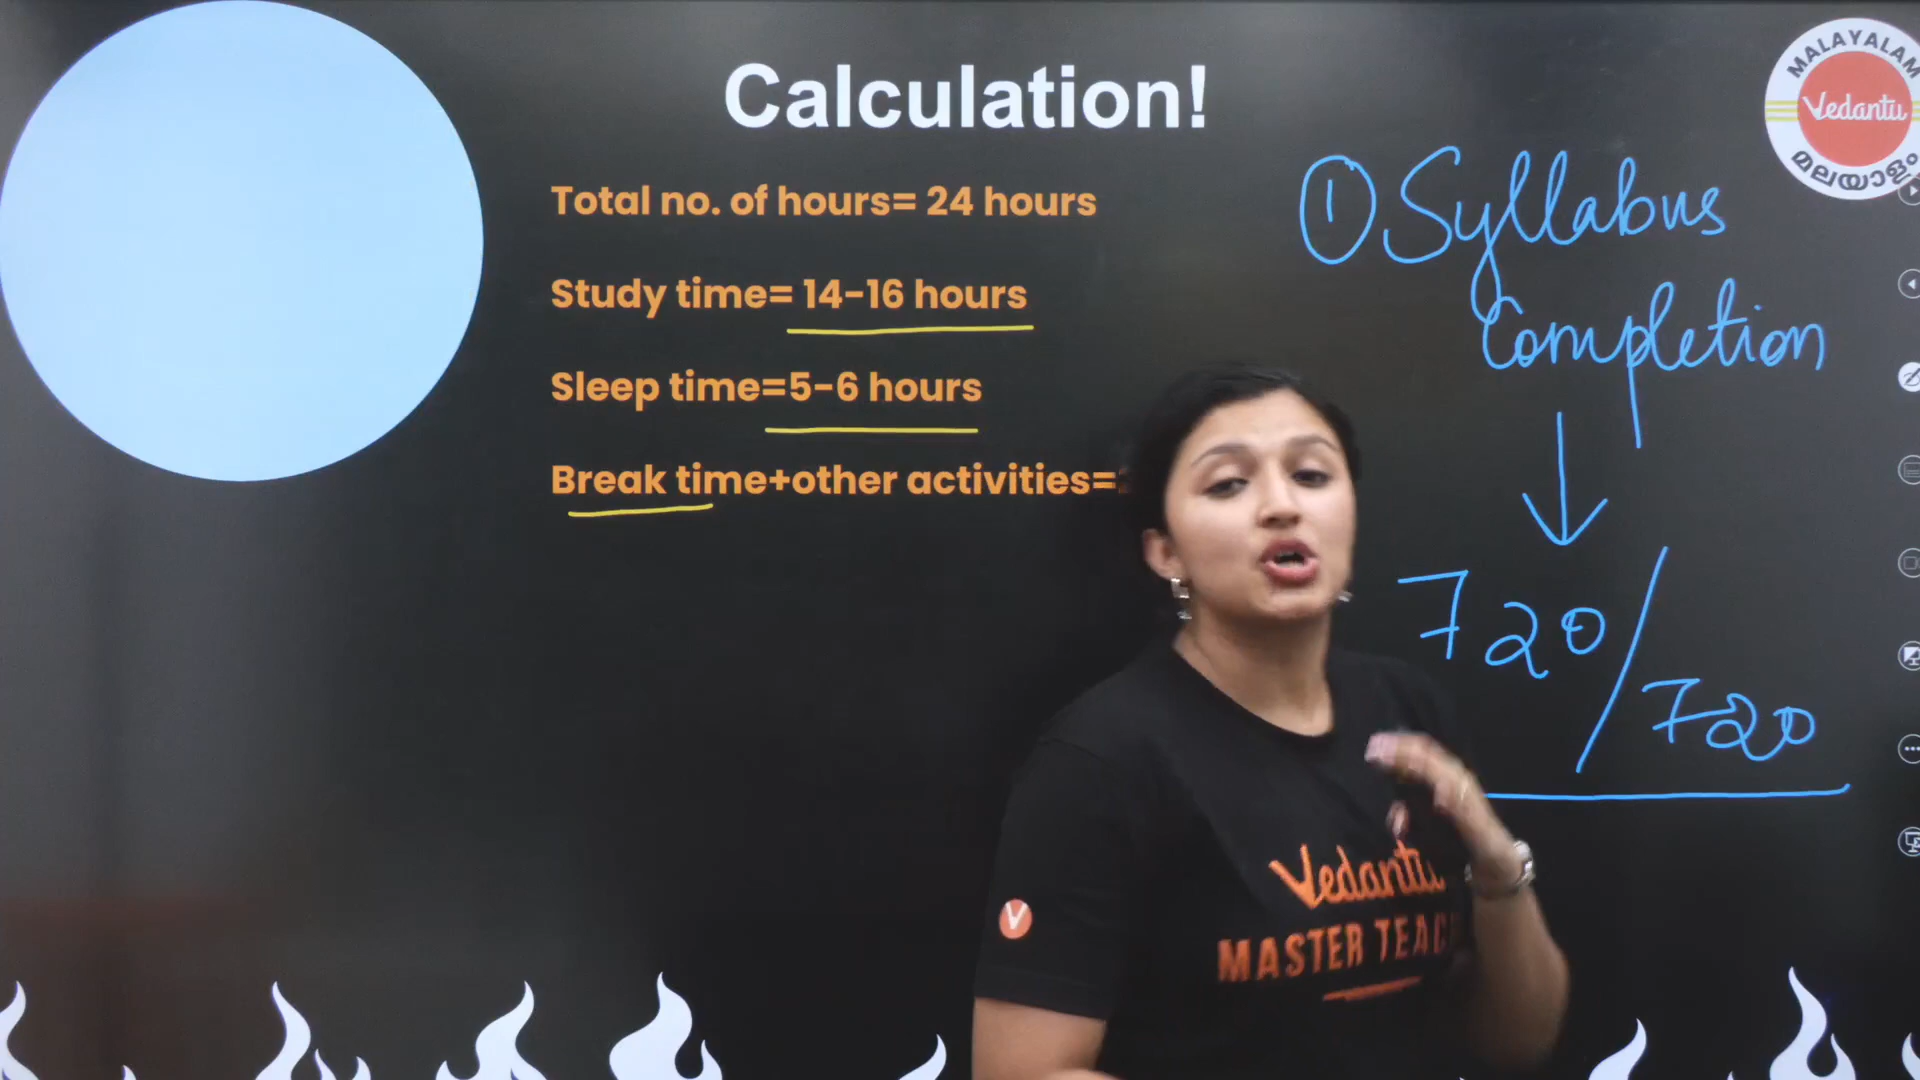 Calculation!
Total no. of hours= 24 hours
Study time= 14-16 hours
Sleep time=5-6 hours
Break time+other activities=
① Syllabus
Completion
720/720
MALAYALAM
Vedantu
മലയാളം
Vedantu
MASTER
V